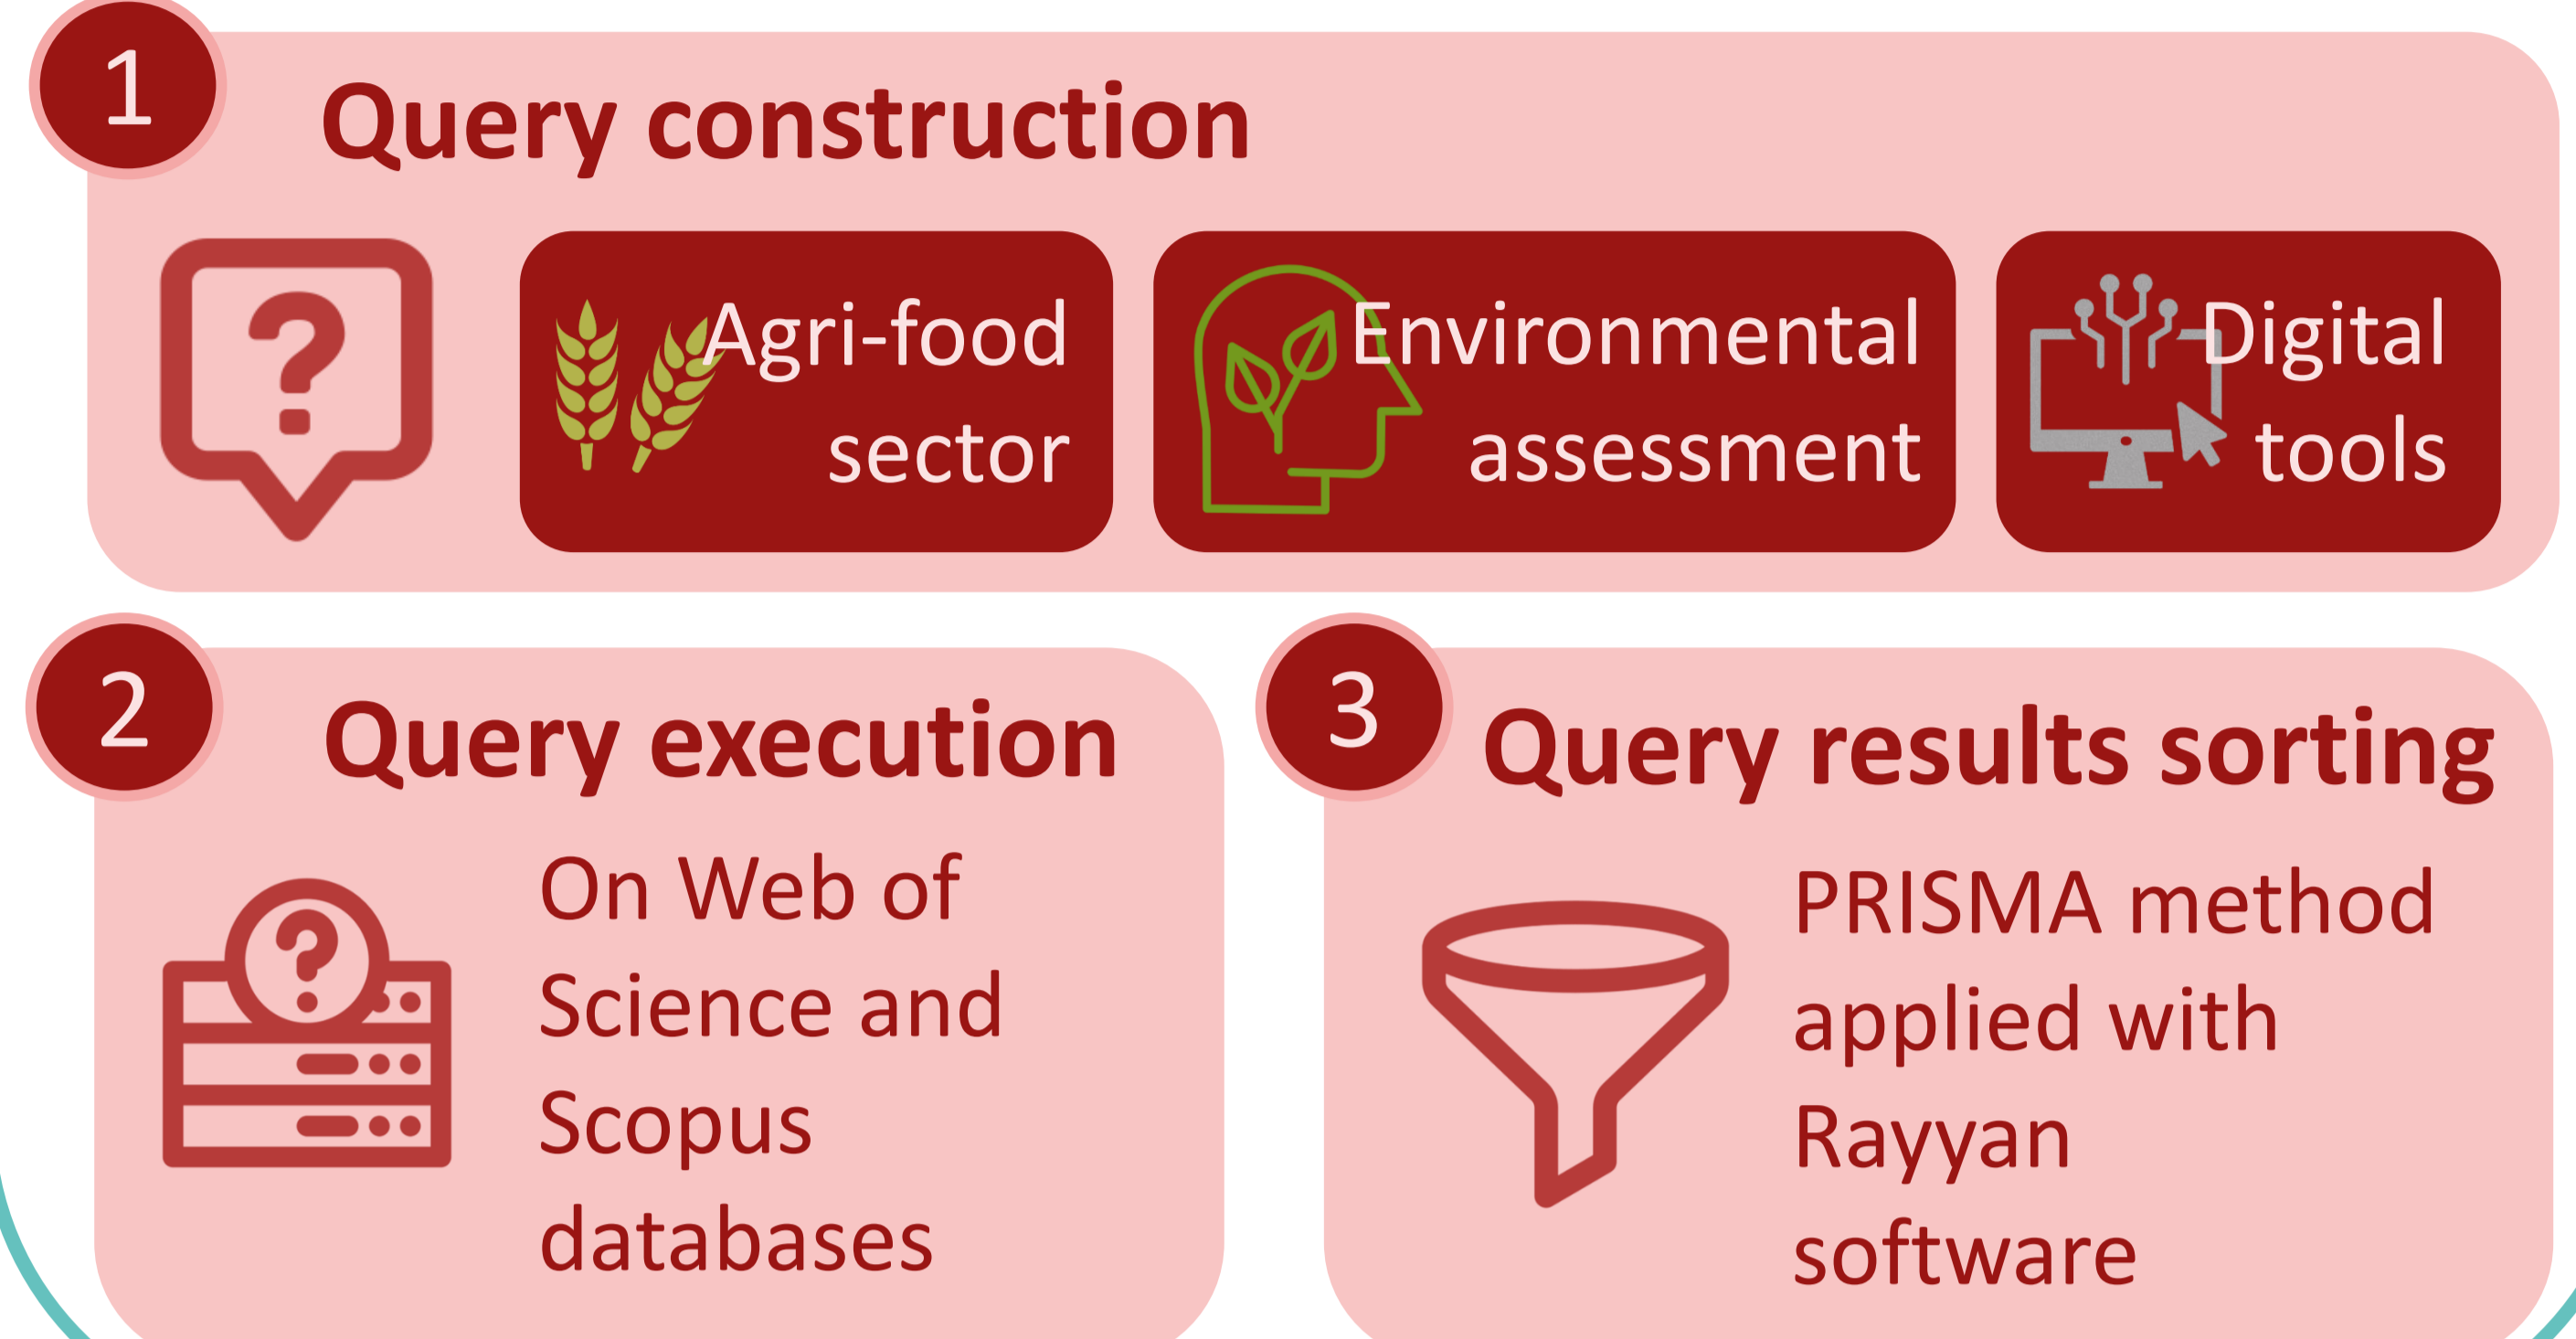 1
Query construction
Agri-food
sector
Environmental
assessment
Digital
tools
2
Query execution
On Web of
Science and
Scopus
databases
3
Query results sorting
PRISMA method
applied with
Rayyan
software